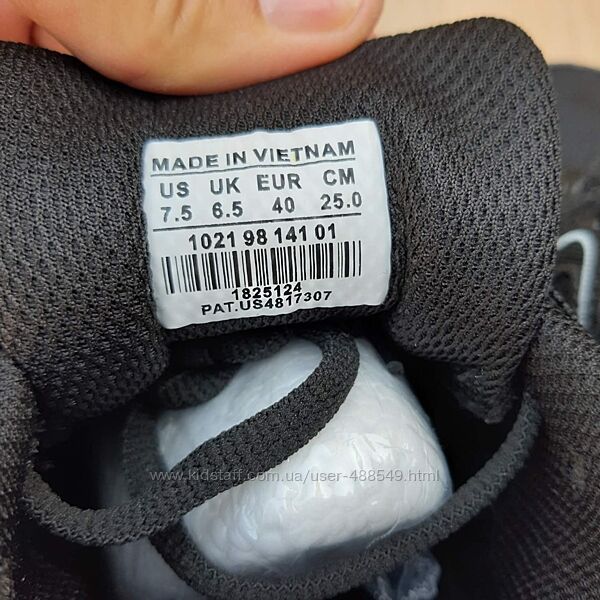 MADE IN VIETNAM
US UK EUR CM
7.5 6.5 40 25.0
1021 98 141 01
1825124
PAT.US4817307
www.kidstaff.com.ua/user-488549.html